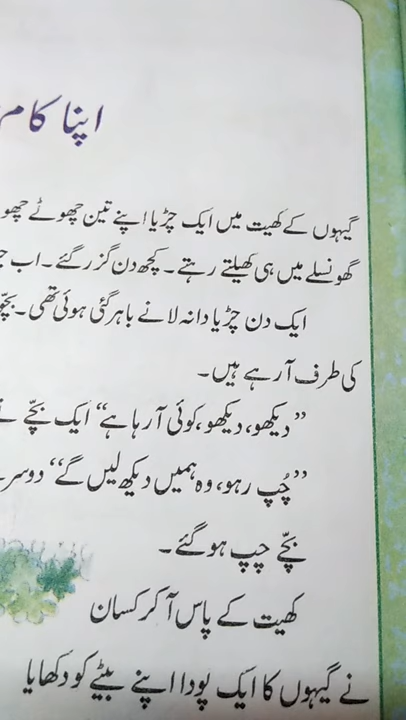 اپنا کام
گیہوں کے کھیت میں ایک چڑیا اپنے تین چھوٹے
گھونسلے میں ہی کھیلتے رہتے۔ کچھ دن گزر گئے۔ اب
ایک دن چڑیا دانہ لانے باہر گئی ہوئی تھی۔
کی طرف آ رہے ہیں۔
”دیکھو، دیکھو، کوئی آ رہا ہے“ ایک بچّے
”چُپ رہو، وہ ہمیں دیکھ لیں گے“
بچّے چپ ہو گئے۔
کھیت کے پاس آ کر کسان
نے گیہوں کا ایک پودا اپنے بیٹے کو دکھایا